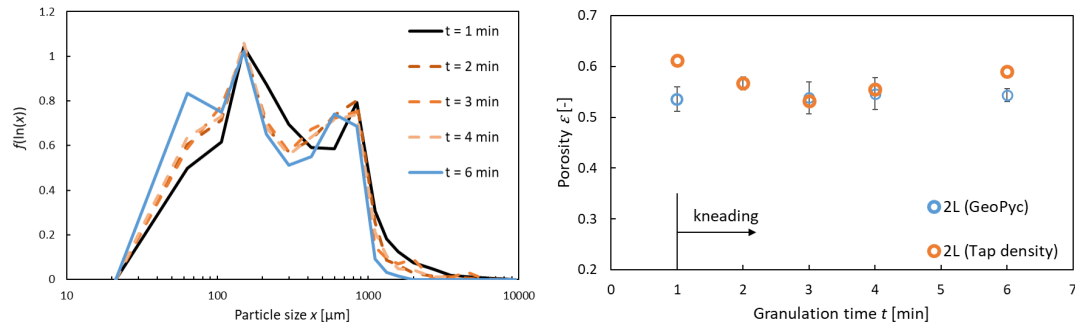 1.2
1
0.8
0.6
0.4
0.2
0
f(ln(x))
10
100
1000
10000
Particle size x [µm]
t = 1 min
t = 2 min
t = 3 min
t = 4 min
t = 6 min
0.7
0.6
0.5
0.4
0.3
0.2
Porosity ε [-]
0
1
2
3
4
5
6
7
Granulation time t [min]
kneading
2L (GeoPyc)
2L (Tap density)